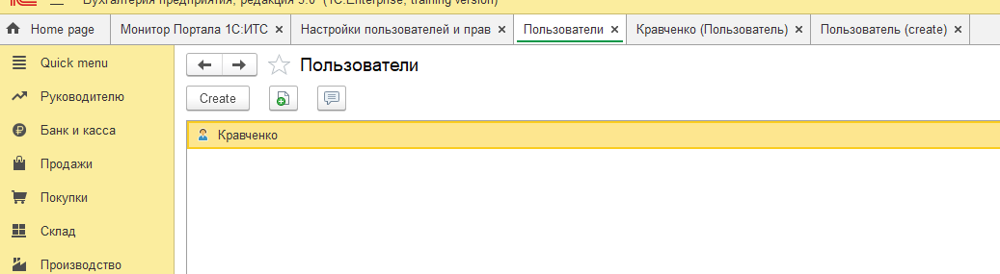 Бухгалтерия предприятия, редакция 3.0 (1C:Enterprise, training version)
Home page Монитор Портала 1С:ИТС Настройки пользователей и прав Пользователи Кравченко (Пользователь) Пользователь (create)
Quick menu
Руководителю
Банк и касса
Продажи
Покупки
Склад
Производство
Пользователи
Create
Кравченко